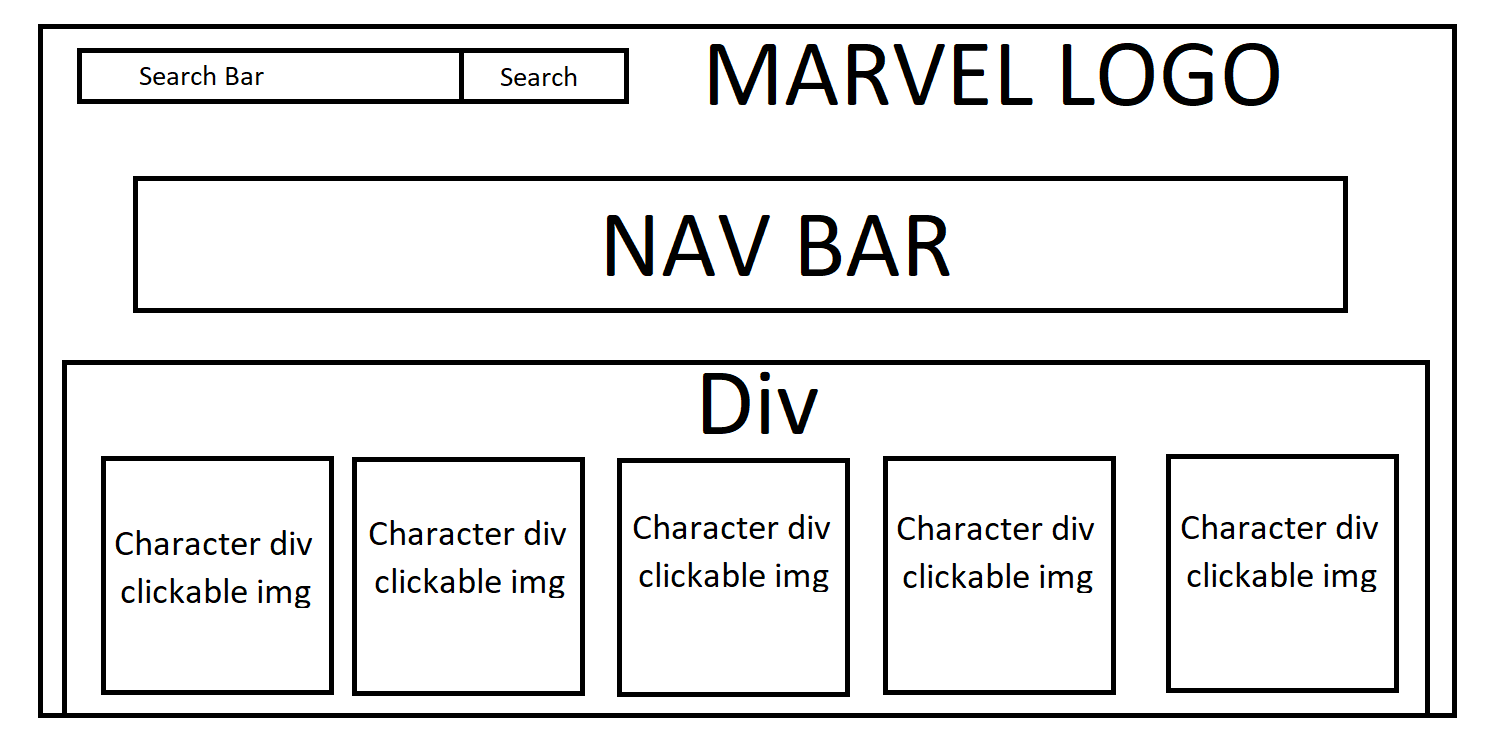 Search Bar
Search
MARVEL LOGO
NAV BAR
Div
Character div
clickable img
Character div
clickable img
Character div
clickable img
Character div
clickable img
Character div
clickable img